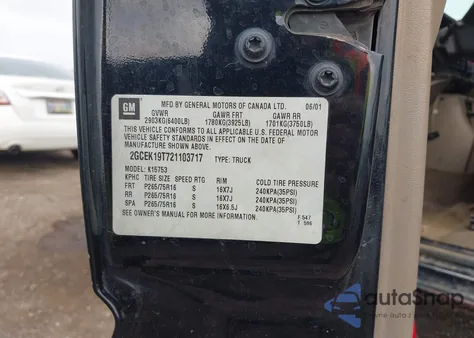 GM
MFD BY GENERAL MOTORS OF CANADA LTD. 06/01
GVWR GAWR FRT GAWR RR
2903KG(6400LB) 1780KG(3925LB) 1701KG(3750LB)
THIS VEHICLE CONFORMS TO ALL APPLICABLE U.S. FEDERAL MOTOR
VEHICLE SAFETY STANDARDS IN EFFECT ON THE DATE OF
MANUFACTURE SHOWN ABOVE.
2GCEK19T721103717 TYPE: TRUCK
MODEL: K15753
KPHC TIRE SIZE SPEED RTG RIM COLD TIRE PRESSURE
FRT P265/75R16 S 16X7J 240KPA(35PSI)
RR P265/75R16 S 16X7J 240KPA(35PSI)
SPA P265/75R16 S 16X6.5J 240KPA(35PSI)
SEE OWNER'S MANUAL FOR ADDITIONAL INFORMATION.
F 547
T 598
autoSnap